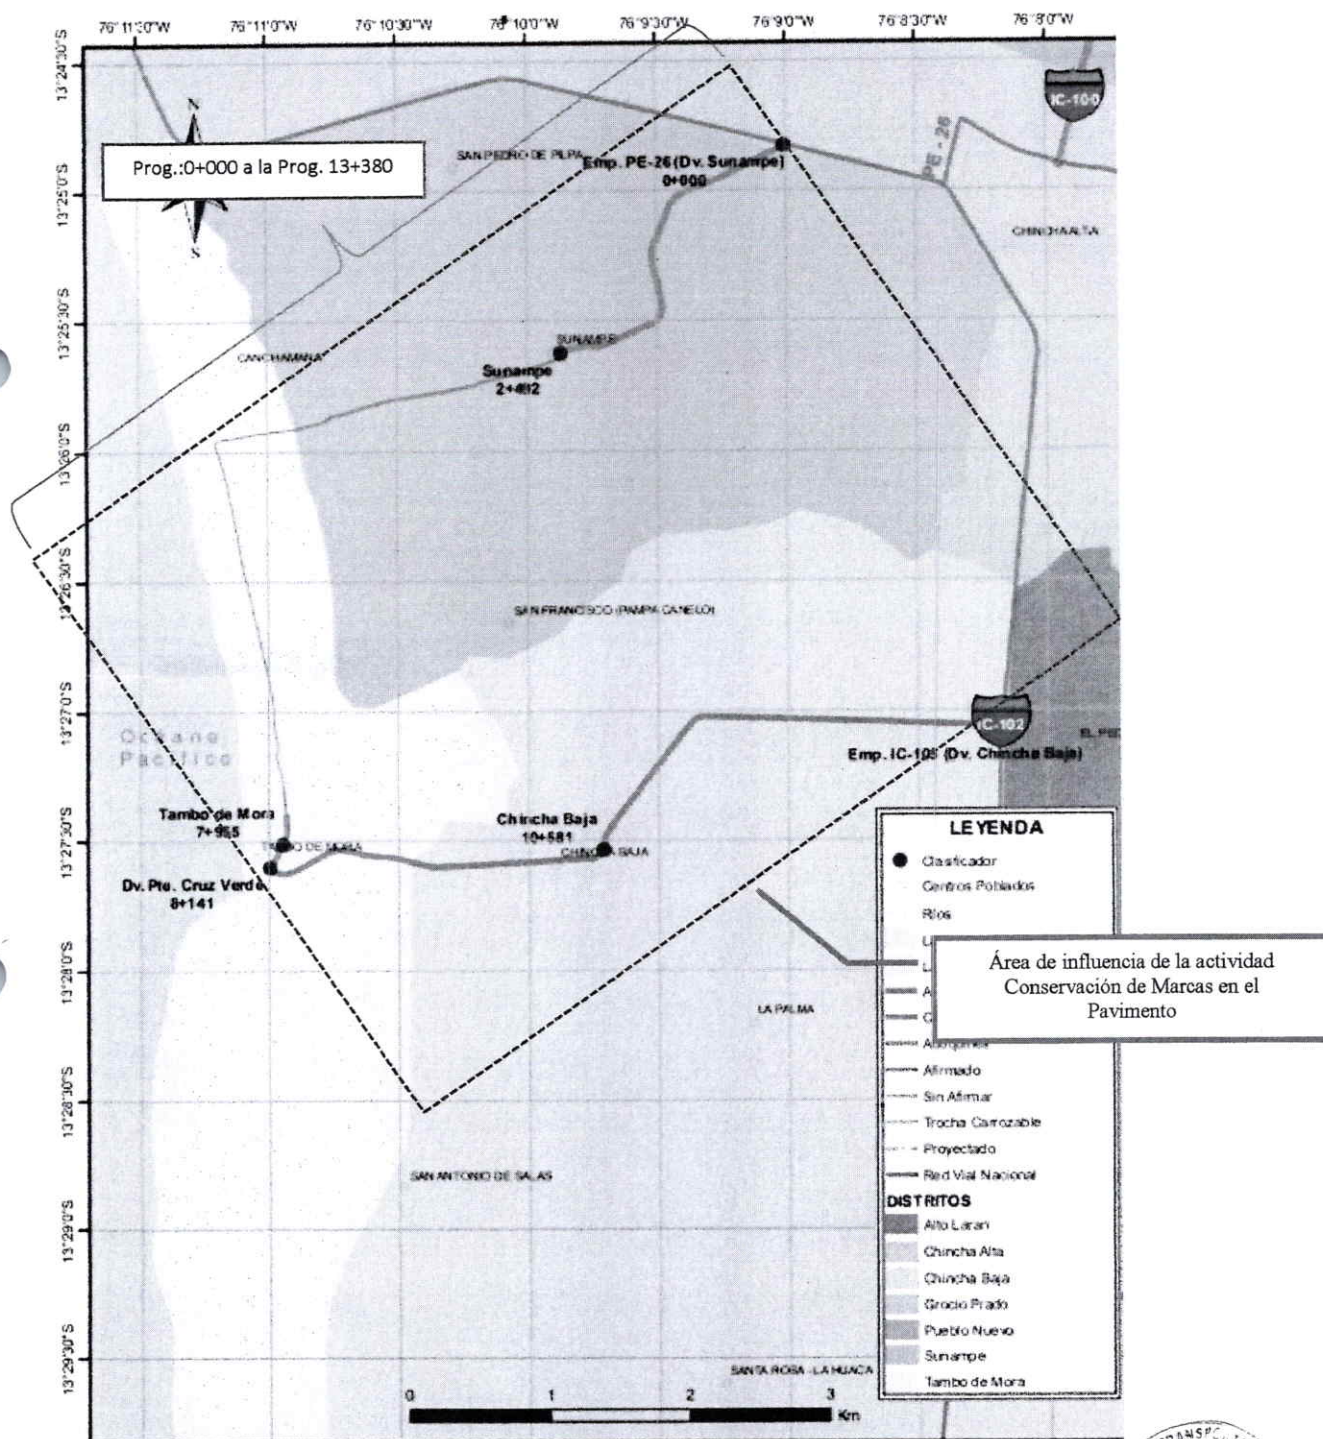 76°11'30"W 76°11'0"W 76°10'30"W 76°10'0"W 76°9'30"W 76°9'0"W 76°8'30"W 76°8'0"W
13°24'30"S
13°25'0"S
13°25'30"S
13°26'0"S
13°26'30"S
13°27'0"S
13°27'30"S
13°28'0"S
13°28'30"S
13°29'0"S
13°29'30"S
IC-100
PE - 26
N
S
Prog.:0+000 a la Prog. 13+380
SAN PEDRO DE PILPA
Emp. PE-26 (Dv. Sunampe)
0+000
CHINCHA ALTA
SUNAMPE
CANCHAMANA
Sunampe
2+492
SAN FRANCISCO (PAMPA CANELO)
Océano
Pacífico
IC-102
Emp. IC-105 (Dv. Chincha Baja)
Tambo de Mora
7+955
TAMBO DE MORA
Chincha Baja
10+581
CHINCHA BAJA
Dv. Pte. Cruz Verde
8+141
LEYENDA
Clasificador
Centros Poblados
Ríos
Área de influencia de la actividad
Conservación de Marcas en el
Pavimento
LA PALMA
Afirmado
Sin Afirmar
Trocha Carrozable
Proyectado
Red Vial Nacional
SAN ANTONIO DE SALAS
DISTRITOS
Alto Laran
Chincha Alta
Chincha Baja
Grocio Prado
Pueblo Nuevo
Sunampe
Tambo de Mora
SANTA ROSA - LA HUACA
0 1 2 3
Km